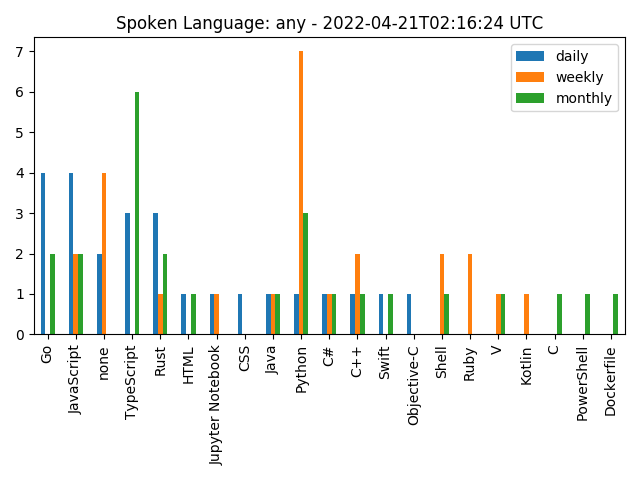 Spoken Language: any - 2022-04-21T02:16:24 UTC
daily
weekly
monthly
7
6
5
4
3
2
1
0
Go
JavaScript
none
TypeScript
Rust
HTML
Jupyter Notebook
CSS
Java
Python
C#
C++
Swift
Objective-C
Shell
Ruby
V
Kotlin
C
PowerShell
Dockerfile